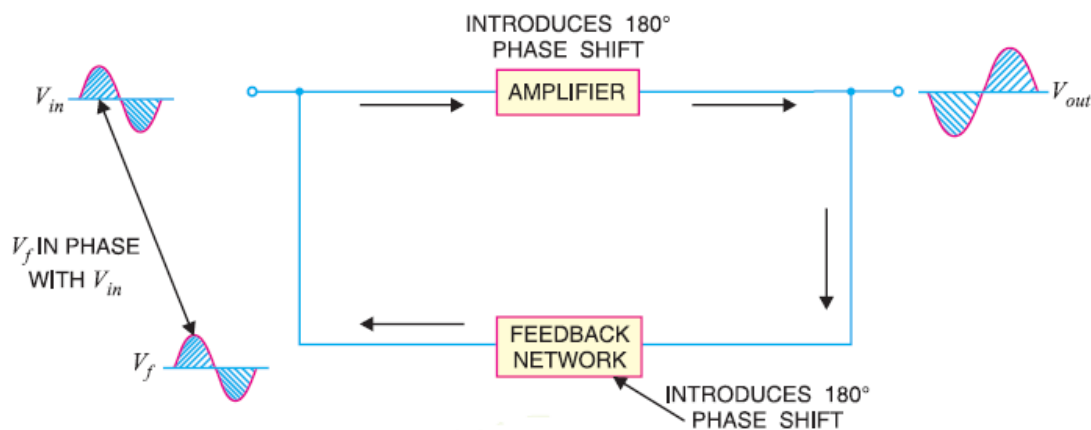 INTRODUCES 180°
PHASE SHIFT
AMPLIFIER
V_in
V_out
V_f IN PHASE
WITH V_in
V_f
FEEDBACK
NETWORK
INTRODUCES 180°
PHASE SHIFT